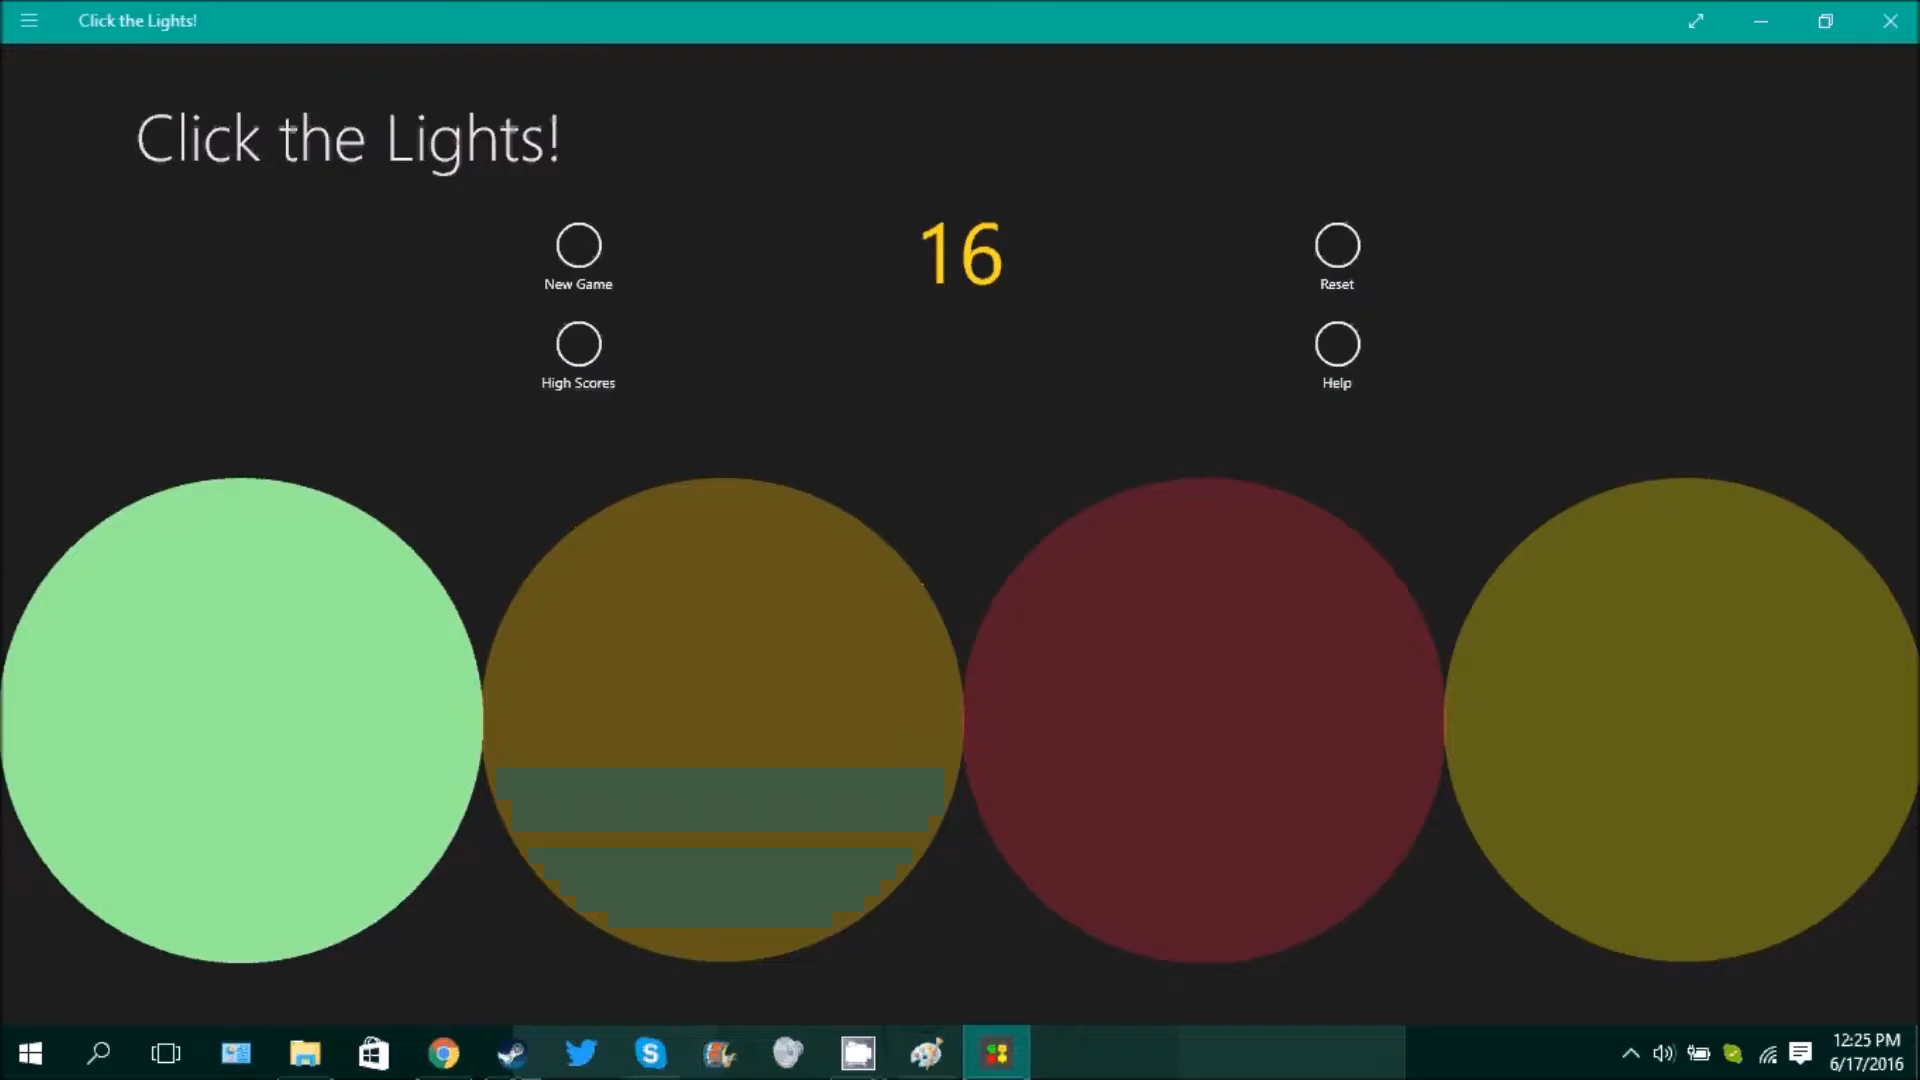 Click the Lights!
Click the Lights!
16
New Game
Reset
High Scores
Help
12:25 PM
6/17/2016